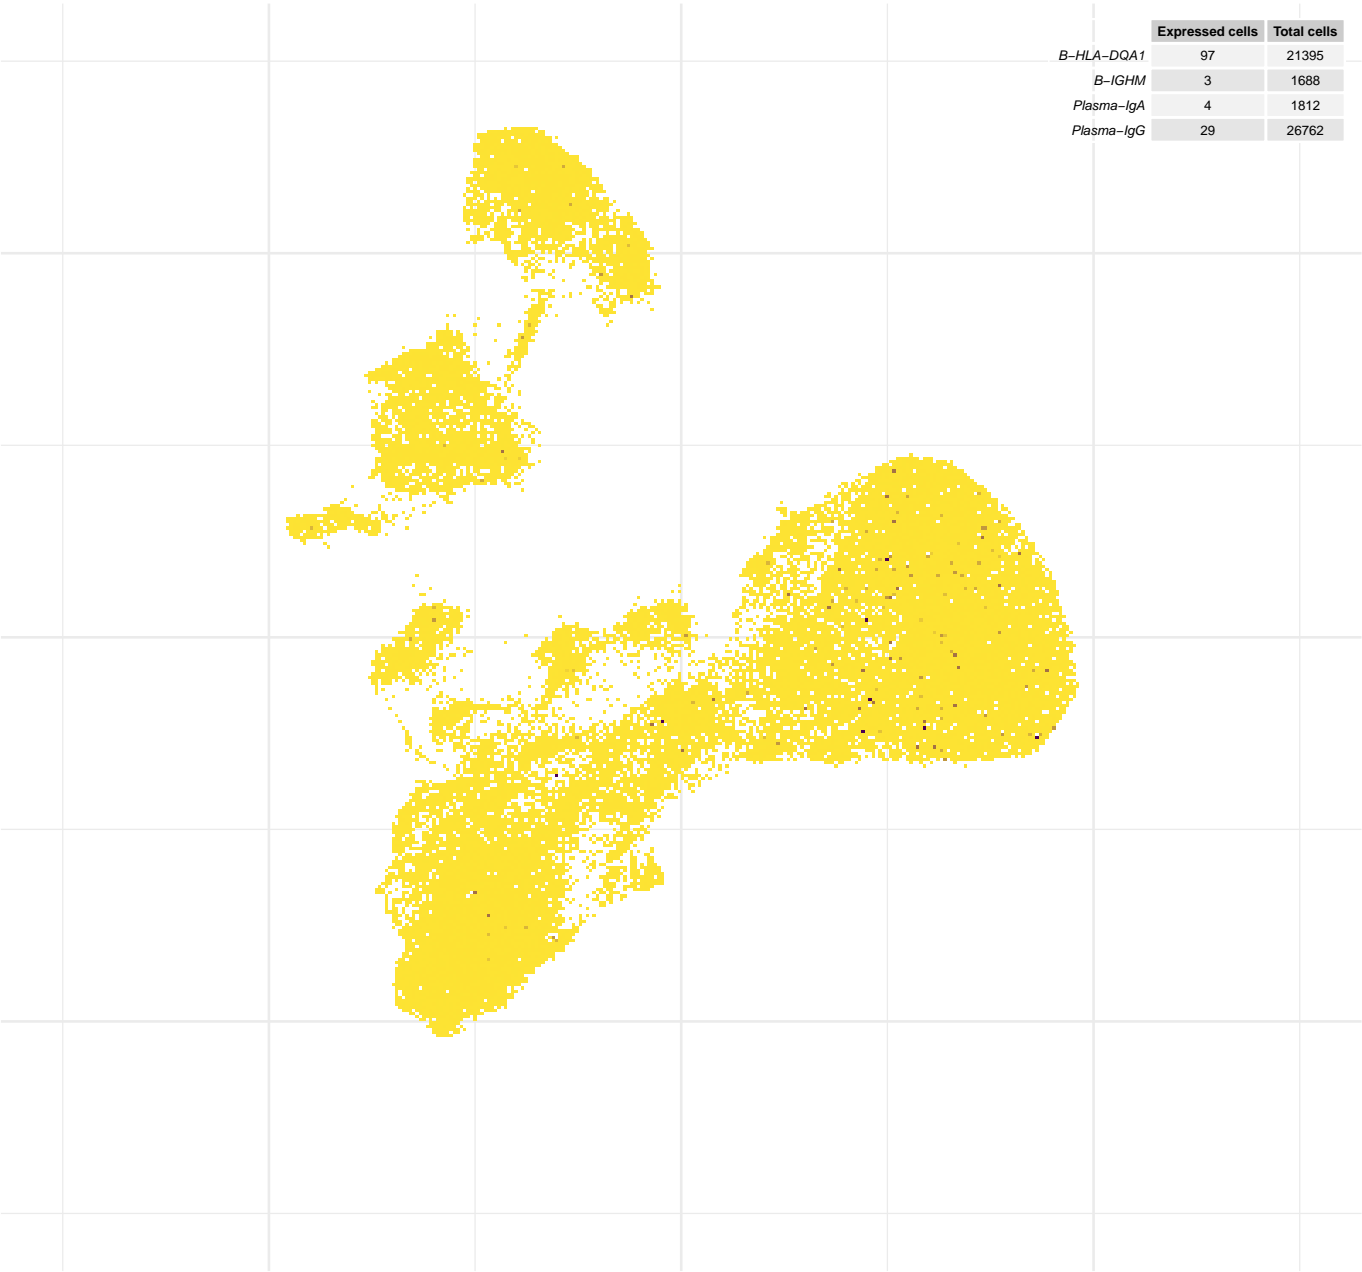 Expressed cells Total cells
B−HLA−DQA1 97 21395
B−IGHM 3 1688
Plasma−IgA 4 1812
Plasma−IgG 29 26762